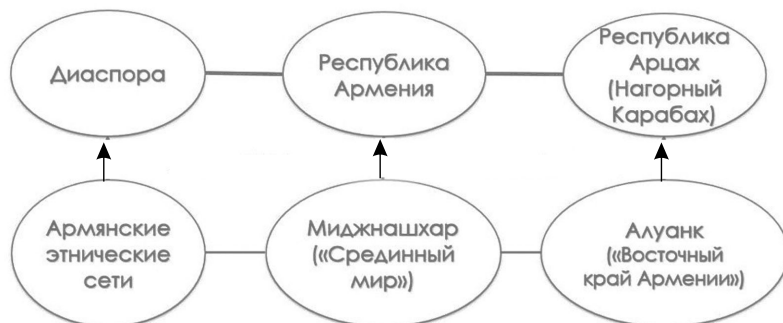 Диаспора
Республика
Армения
Республика
Арцах
(Нагорный
Карабах)
Армянские
этнические
сети
Миджнашхар
(«Срединный
мир»)
Алуанк
(«Восточный
край Армении»)